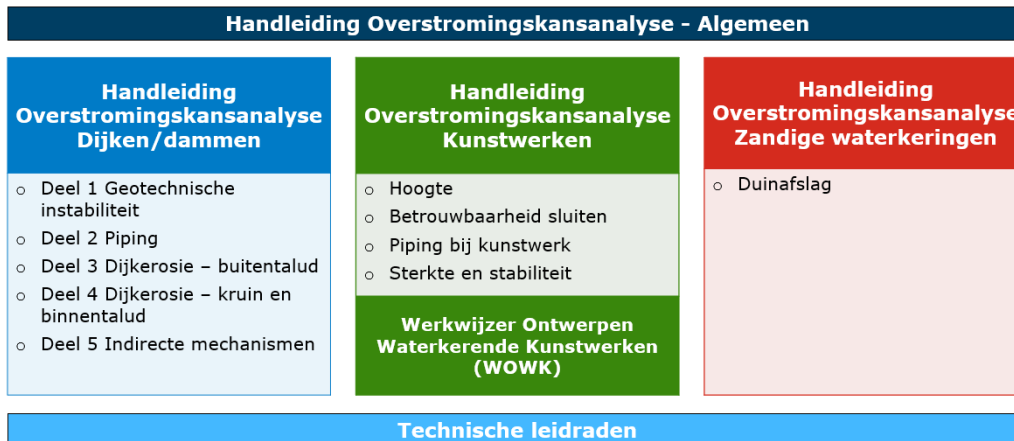 Handleiding Overstromingskansanalyse - Algemeen
Handleiding
Overstromingskansanalyse
Dijken/dammen
o Deel 1 Geotechnische
instabiliteit
o Deel 2 Piping
o Deel 3 Dijkerosie – buitentalud
o Deel 4 Dijkerosie – kruin en
binnentalud
o Deel 5 Indirecte mechanismen
Handleiding
Overstromingskansanalyse
Kunstwerken
o Hoogte
o Betrouwbaarheid sluiten
o Piping bij kunstwerk
o Sterkte en stabiliteit
Werkwijzer Ontwerpen
Waterkerende Kunstwerken
(WOWK)
Handleiding
Overstromingskansanalyse
Zandige waterkeringen
o Duinafslag
Technische leidraden